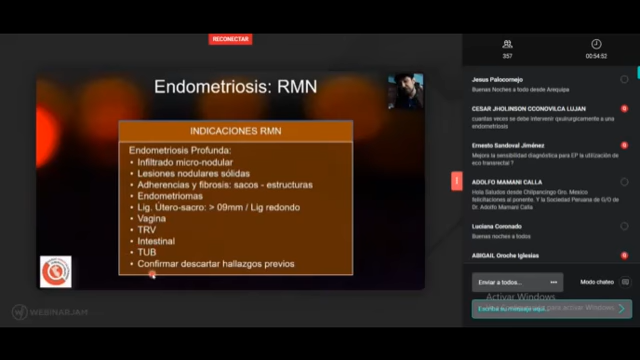 RECONECTAR
Endometriosis: RMN
INDICACIONES RMN
Endometriosis Profunda:
• Infiltrado micro-nodular
• Lesiones nodulares sólidas
• Adherencias y fibrosis: sacos - estructuras
• Endometriomas
• Lig. Útero-sacro: > 09mm / Lig redondo
• Vagina
• TRV
• Intestinal
• TUB
• Confirmar descartar hallazgos previos
WEBINARJAM
357
00:54:52
Jesus Palocornejo
Buenas Noches a todo desde Arequipa
CESAR JHOLINSON CCONOVILCA LUJAN
cuantas veces se debe intervenir qxuirurgicamente a una
endometriosis
Ernesto Sandoval Jiménez
Mejora la sensibilidad diagnóstica para EP la utilización de
eco transrectal ?
ADOLFO MAMANI CALLA
Hola Saludos desde Chilpancingo Gro. Mexico
felicitaciones al ponente. Y la Sociedad Peruana de G/O de
Dr. Adolfo Mamani
Luciana Coronado
Buenas noches a todos
ABIGAIL Oroche Iglesias
Enviar a todos...
Modo chateo
Activar Windows
para activar Windows.